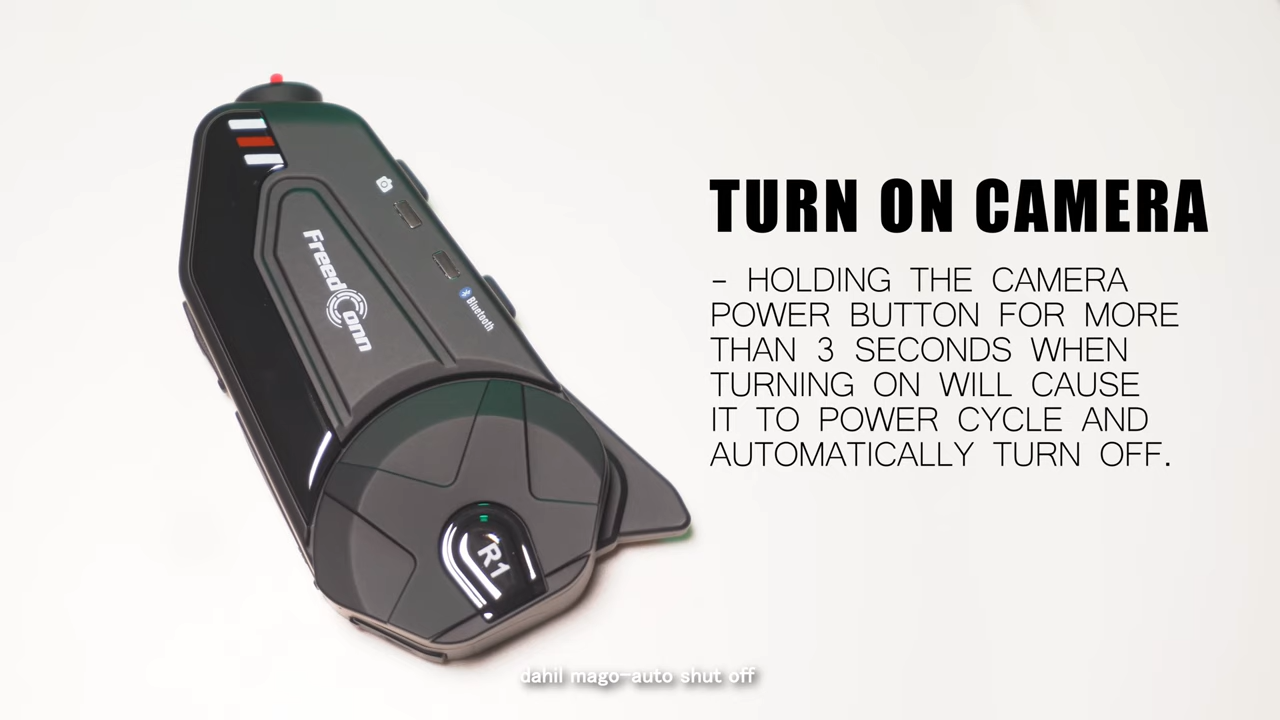 TURN ON CAMERA
- HOLDING THE CAMERA
POWER BUTTON FOR MORE
THAN 3 SECONDS WHEN
TURNING ON WILL CAUSE
IT TO POWER CYCLE AND
AUTOMATICALLY TURN OFF.
FreedConn
Bluetooth
R1
dahil mago-auto shut off